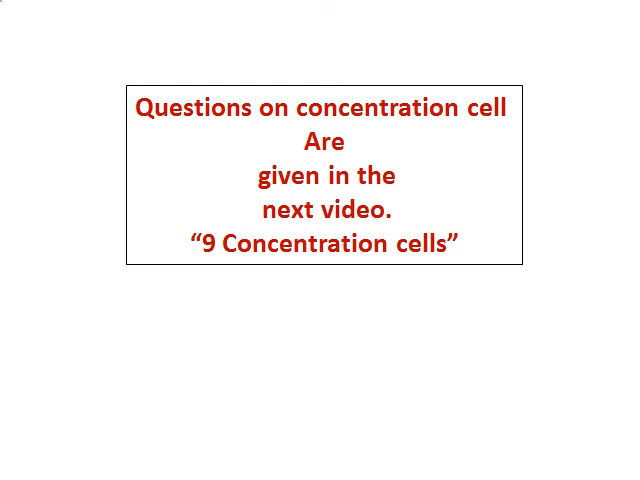 Questions on concentration cell
Are
given in the
next video.
“9 Concentration cells”